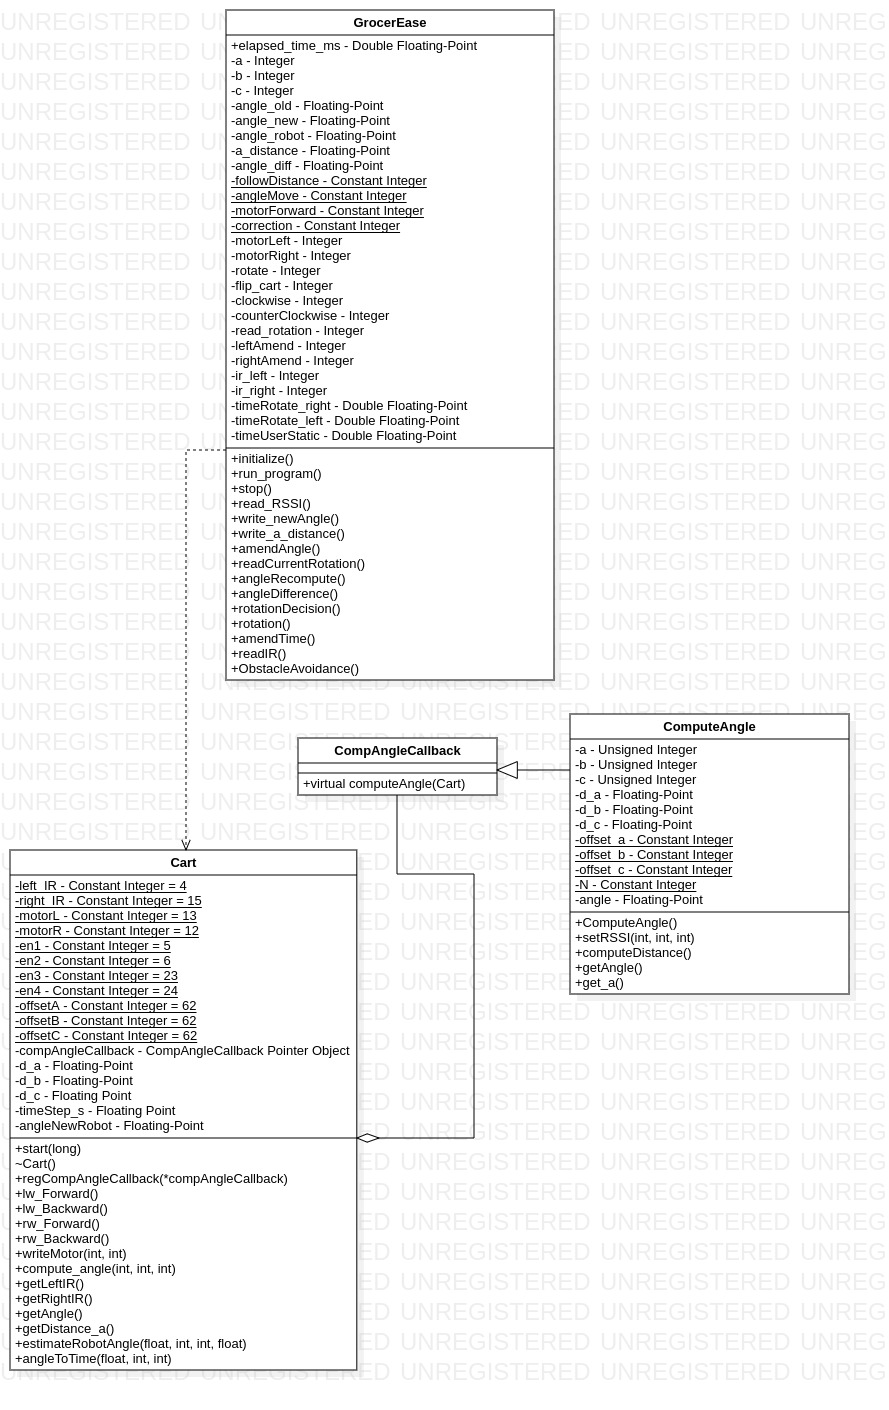 GrocerEase
+elapsed_time_ms - Double Floating-Point
-a - Integer
-b - Integer
-c - Integer
-angle_old - Floating-Point
-angle_new - Floating-Point
-angle_robot - Floating-Point
-a_distance - Floating-Point
-angle_diff - Floating-Point
-followDistance - Constant Integer
-angleMove - Constant Integer
-motorForward - Constant Integer
-correction - Constant Integer
-motorLeft - Integer
-motorRight - Integer
-rotate - Integer
-flip_cart - Integer
-clockwise - Integer
-counterClockwise - Integer
-read_rotation - Integer
-leftAmend - Integer
-rightAmend - Integer
-ir_left - Integer
-ir_right - Integer
-timeRotate_right - Double Floating-Point
-timeRotate_left - Double Floating-Point
-timeUserStatic - Double Floating-Point
+initialize()
+run_program()
+stop()
+read_RSSI()
+write_newAngle()
+write_a_distance()
+amendAngle()
+readCurrentRotation()
+angleRecompute()
+angleDifference()
+rotationDecision()
+rotation()
+amendTime()
+readIR()
+ObstacleAvoidance()
CompAngleCallback
+virtual computeAngle(Cart)
ComputeAngle
-a - Unsigned Integer
-b - Unsigned Integer
-c - Unsigned Integer
-d_a - Floating-Point
-d_b - Floating-Point
-d_c - Floating-Point
-offset_a - Constant Integer
-offset_b - Constant Integer
-offset_c - Constant Integer
-N - Constant Integer
-angle - Floating-Point
+ComputeAngle()
+setRSSI(int, int, int)
+computeDistance()
+getAngle()
+get_a()
Cart
-left_IR - Constant Integer = 4
-right_IR - Constant Integer = 15
-motorL - Constant Integer = 13
-motorR - Constant Integer = 12
-en1 - Constant Integer = 5
-en2 - Constant Integer = 6
-en3 - Constant Integer = 23
-en4 - Constant Integer = 24
-offsetA - Constant Integer = 62
-offsetB - Constant Integer = 62
-offsetC - Constant Integer = 62
-compAngleCallback - CompAngleCallback Pointer Object
-d_a - Floating-Point
-d_b - Floating-Point
-d_c - Floating Point
-timeStep_s - Floating Point
-angleNewRobot - Floating-Point
+start(long)
~Cart()
+regCompAngleCallback(*compAngleCallback)
+lw_Forward()
+lw_Backward()
+rw_Forward()
+rw_Backward()
+writeMotor(int, int)
+compute_angle(int, int, int)
+getLeftIR()
+getRightIR()
+getAngle()
+getDistance_a()
+estimateRobotAngle(float, int, int, float)
+angleToTime(float, int, int)
UNREGISTERED